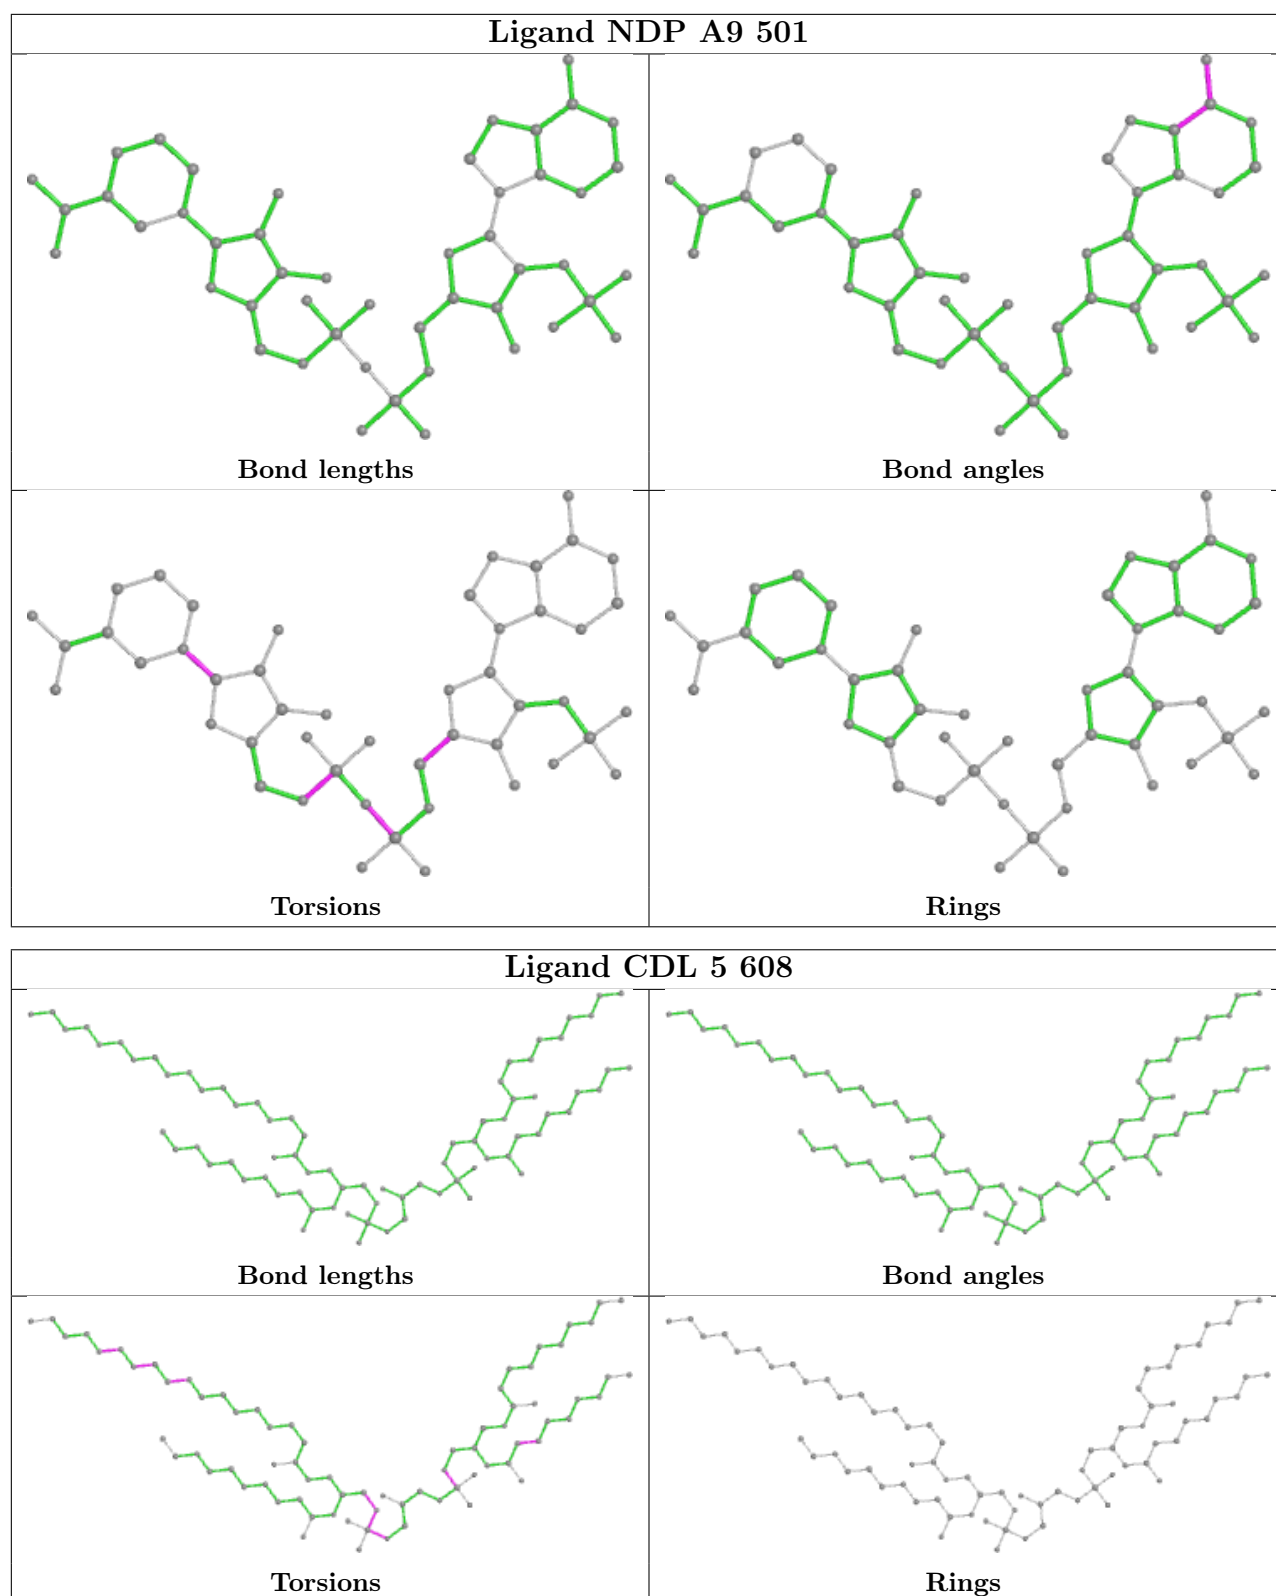 Ligand NDP A9 501
Bond lengths
Bond angles
Torsions
Rings
Ligand CDL 5 608
Bond lengths
Bond angles
Torsions
Rings